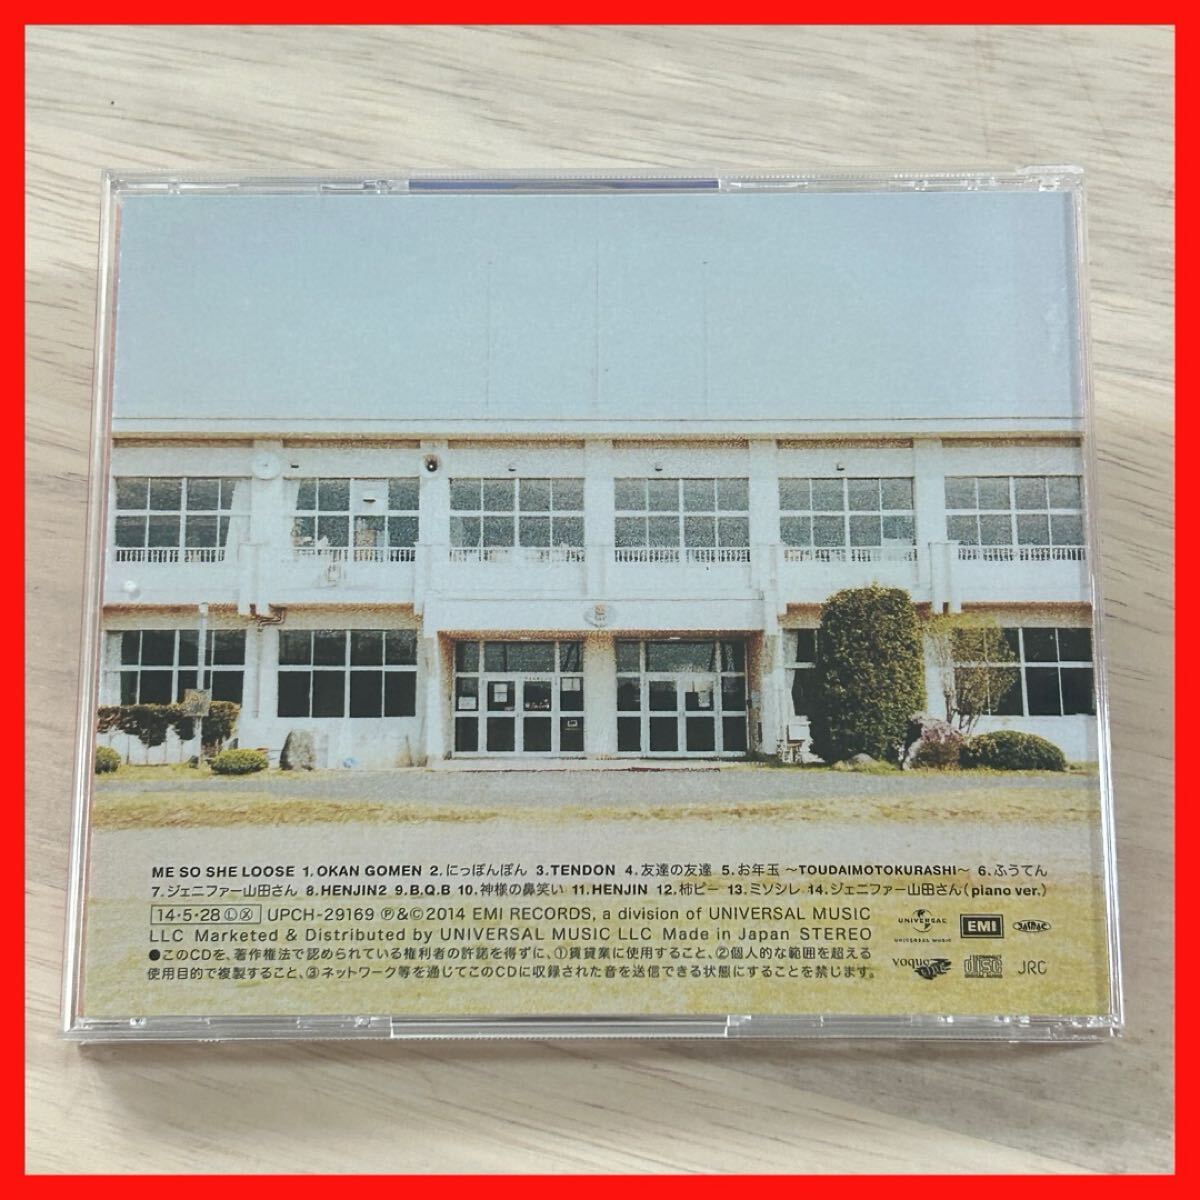 ME SO SHE LOOSE 1.OKAN GOMEN 2.にっぽんぽん 3.TENDON 4.友達の友達 5.お年玉 〜TOUDAIMOTOKURASHI〜 6.ふうてん
7.ジェニファー山田さん 8.HENJIN2 9.B.Q.B 10.神様の鼻笑い 11.HENJIN 12.柿ピー 13.ミソシレ 14.ジェニファー山田さん(piano ver.)
14・5・28ⓁⓍ UPCH-29169 ℗&©2014 EMI RECORDS, a division of UNIVERSAL MUSIC
LLC Marketed & Distributed by UNIVERSAL MUSIC LLC Made in Japan STEREO
●このCDを、著作権法で認められている権利者の許諾を得ずに、①賃貸業に使用すること、②個人的な範囲を超える
使用目的で複製すること、③ネットワーク等を通じてこのCDに収録された音を送信できる状態にすることを禁じます。
UNIVERSAL
UNIVERSAL MUSIC
EMI
voque
COMPACT
disc
DIGITAL AUDIO
JRC